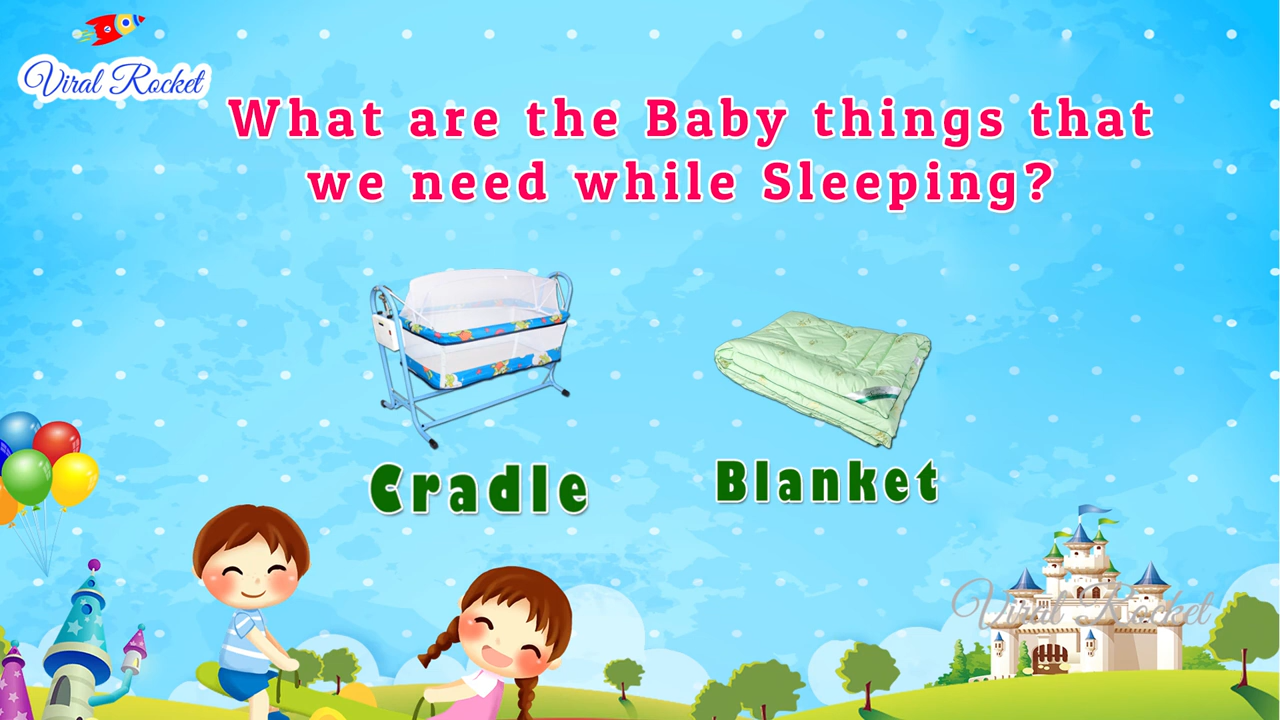 Viral Rocket
What are the Baby things that
we need while Sleeping?
Cradle
Blanket
Viral Rocket